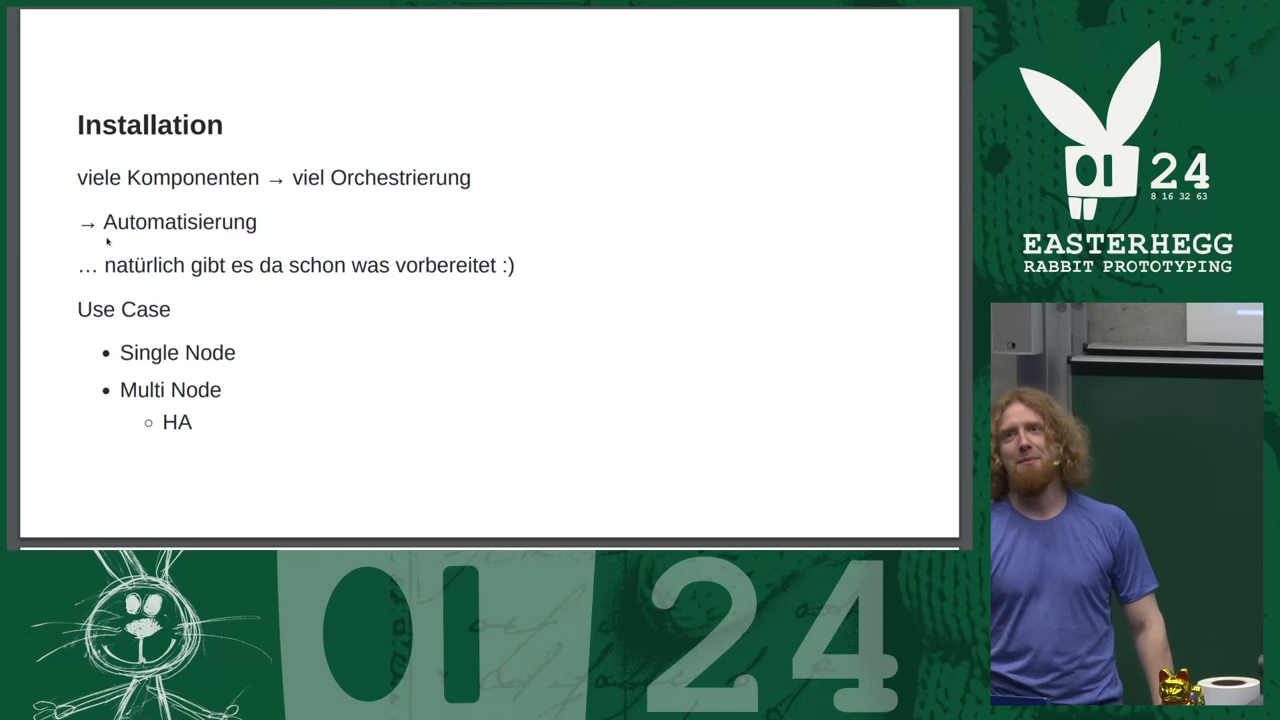 Installation
viele Komponenten → viel Orchestrierung
→ Automatisierung
… natürlich gibt es da schon was vorbereitet :)
Use Case
• Single Node
• Multi Node
○ HA
24
8 16 32 63
EASTERHEGG
RABBIT PROTOTYPING
24